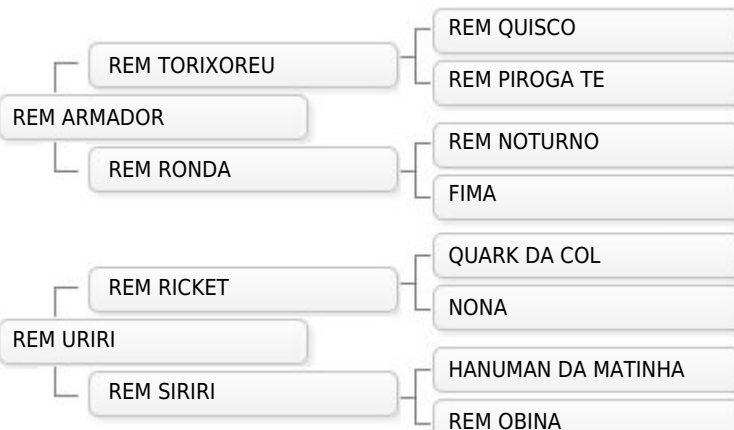 REM QUISCO
REM TORIXOREU
REM PIROGA TE
REM ARMADOR
REM NOTURNO
REM RONDA
FIMA
QUARK DA COL
REM RICKET
NONA
REM URIRI
HANUMAN DA MATINHA
REM SIRIRI
REM OBINA